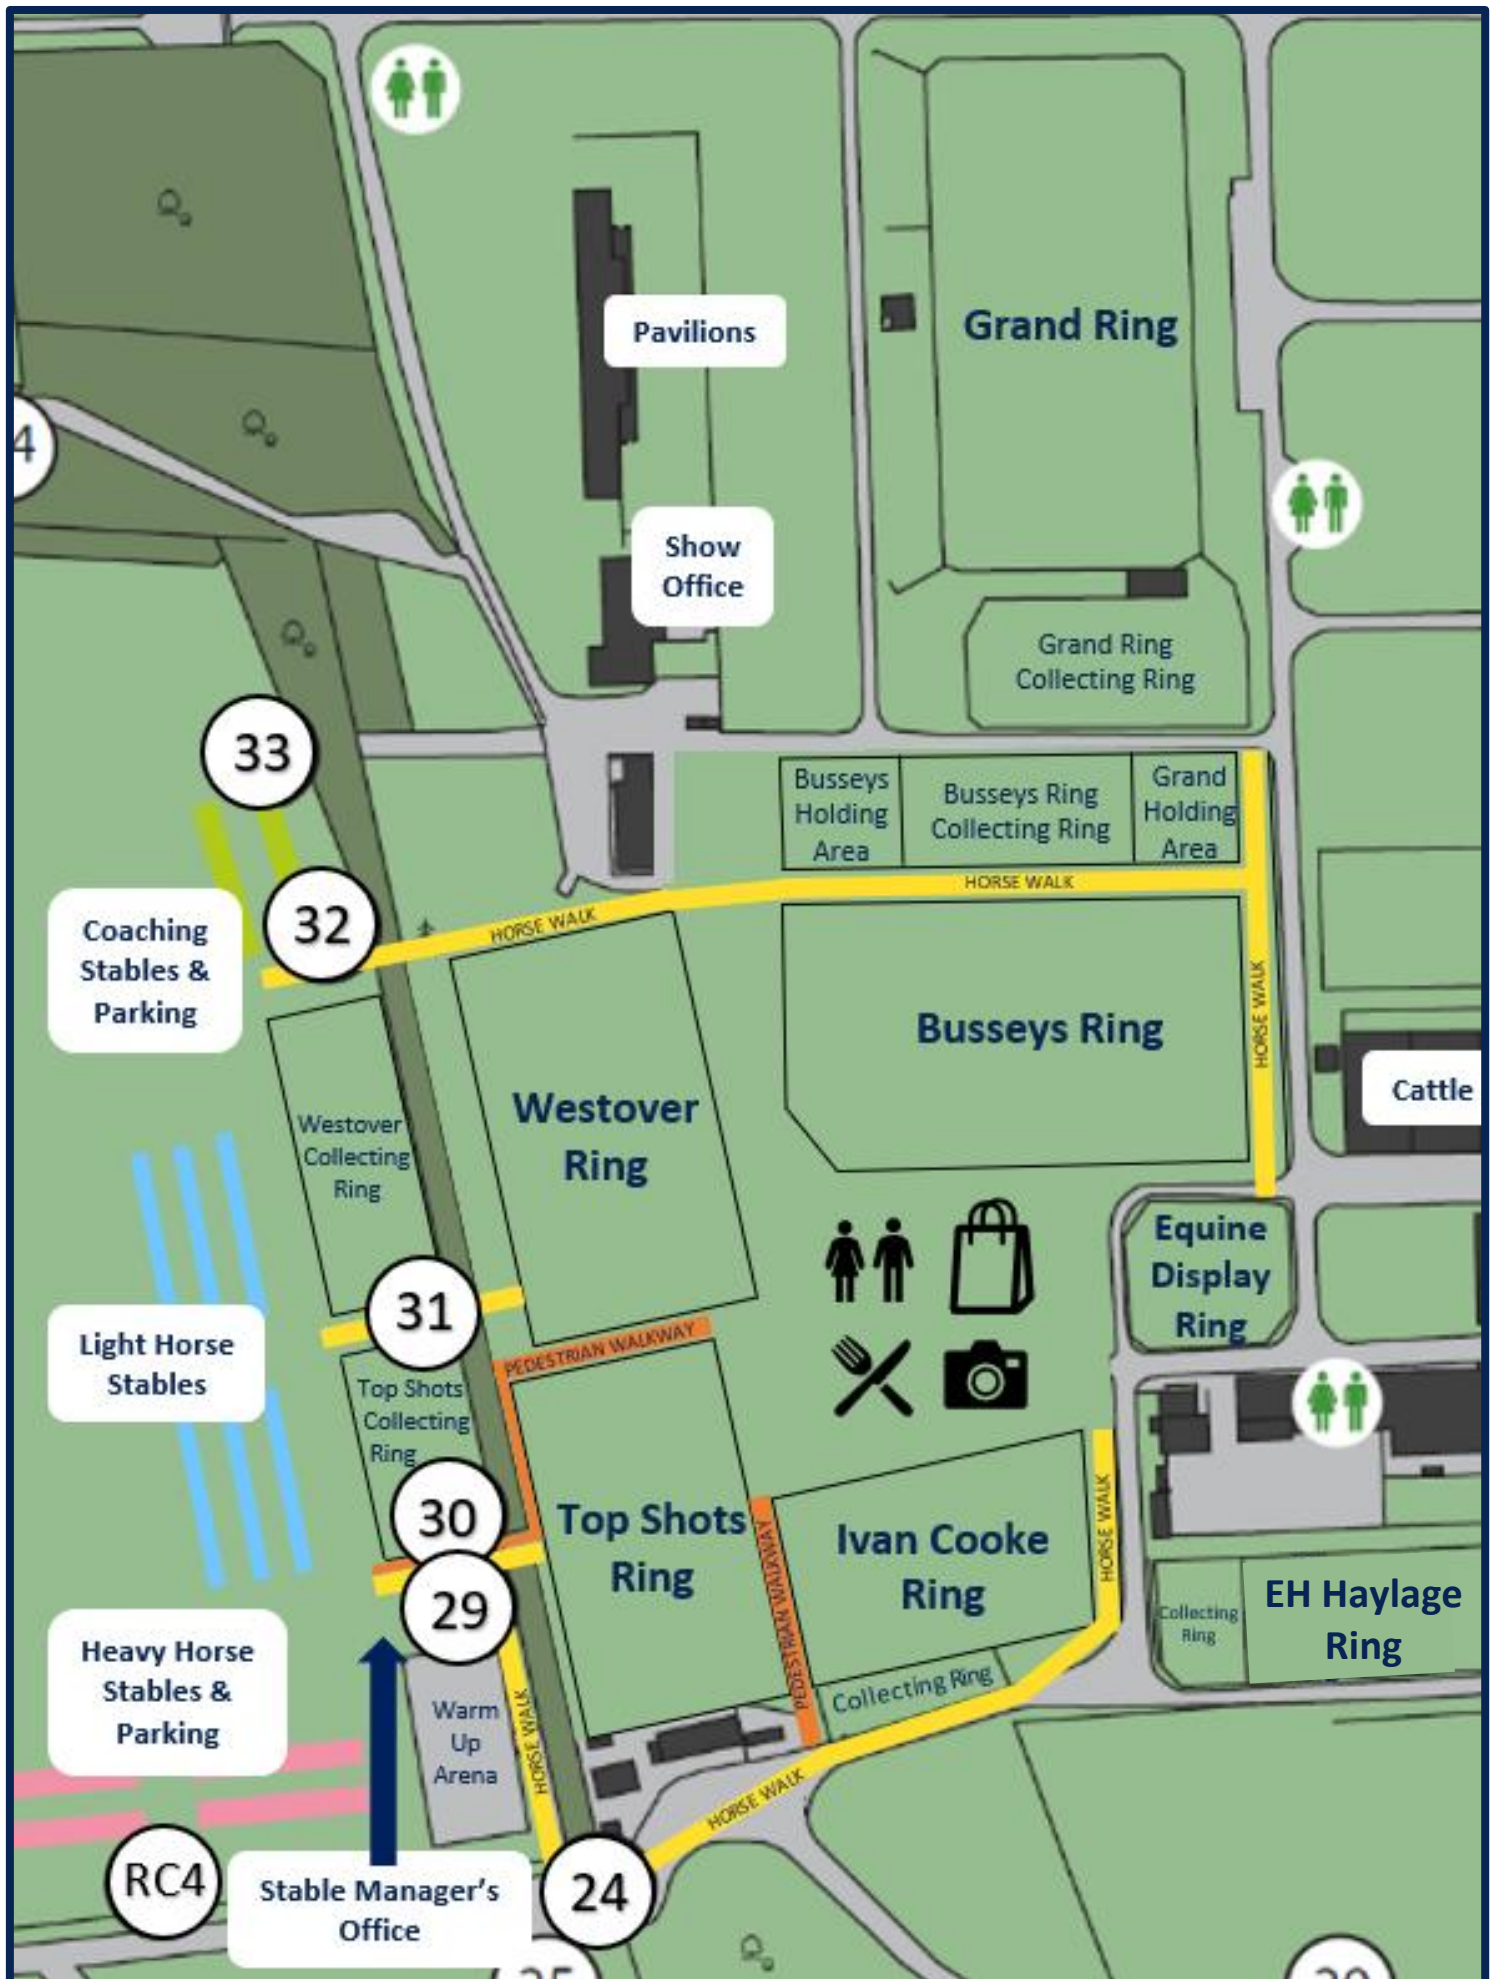 Pavilions
Grand Ring
4
Show
Office
Grand Ring
Collecting Ring
33
Busseys
Holding
Area
Busseys Ring
Collecting Ring
Grand
Holding
Area
HORSE WALK
HORSE WALK
32
Coaching
Stables &
Parking
HORSE WALK
Busseys Ring
Cattle
Westover
Ring
Westover
Collecting
Ring
Equine
Display
Ring
31
Light Horse
Stables
PEDESTRIAN WALKWAY
Top Shots
Collecting
Ring
30
Top Shots
Ring
PEDESTRIAN WALKWAY
Ivan Cooke
Ring
HORSE WALK
EH Haylage
Ring
Collecting
Ring
29
Heavy Horse
Stables &
Parking
Warm
Up
Arena
HORSE WALK
Collecting Ring
HORSE WALK
RC4
Stable Manager's
Office
24